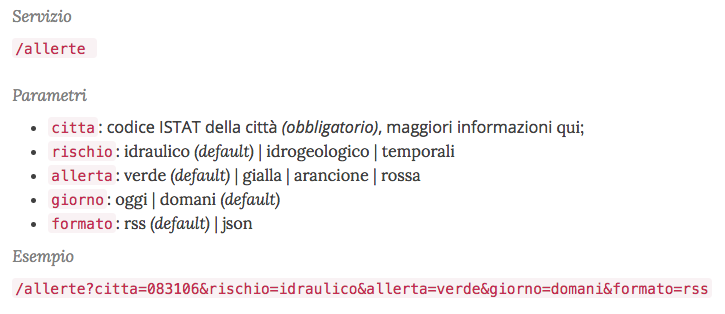 Servizio
/allerte
Parametri
• citta: codice ISTAT della città (obbligatorio), maggiori informazioni qui;
• rischio: idraulico (default) | idrogeologico | temporali
• allerta: verde (default) | gialla | arancione | rossa
• giorno: oggi | domani (default)
• formato: rss (default) | json
Esempio
/allerte?citta=083106&rischio=idraulico&allerta=verde&giorno=domani&formato=rss